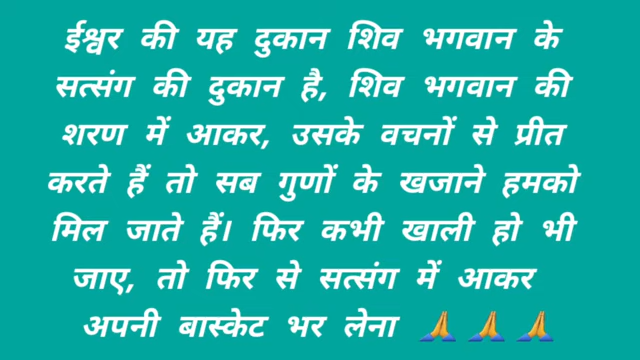 ईश्वर की यह दुकान शिव भगवान के
सत्संग की दुकान है, शिव भगवान की
शरण में आकर, उसके वचनों से प्रीत
करते हैं तो सब गुणों के खजाने हमको
मिल जाते हैं। फिर कभी खाली हो भी
जाए, तो फिर से सत्संग में आकर
अपनी बास्केट भर लेना 🙏🙏🙏